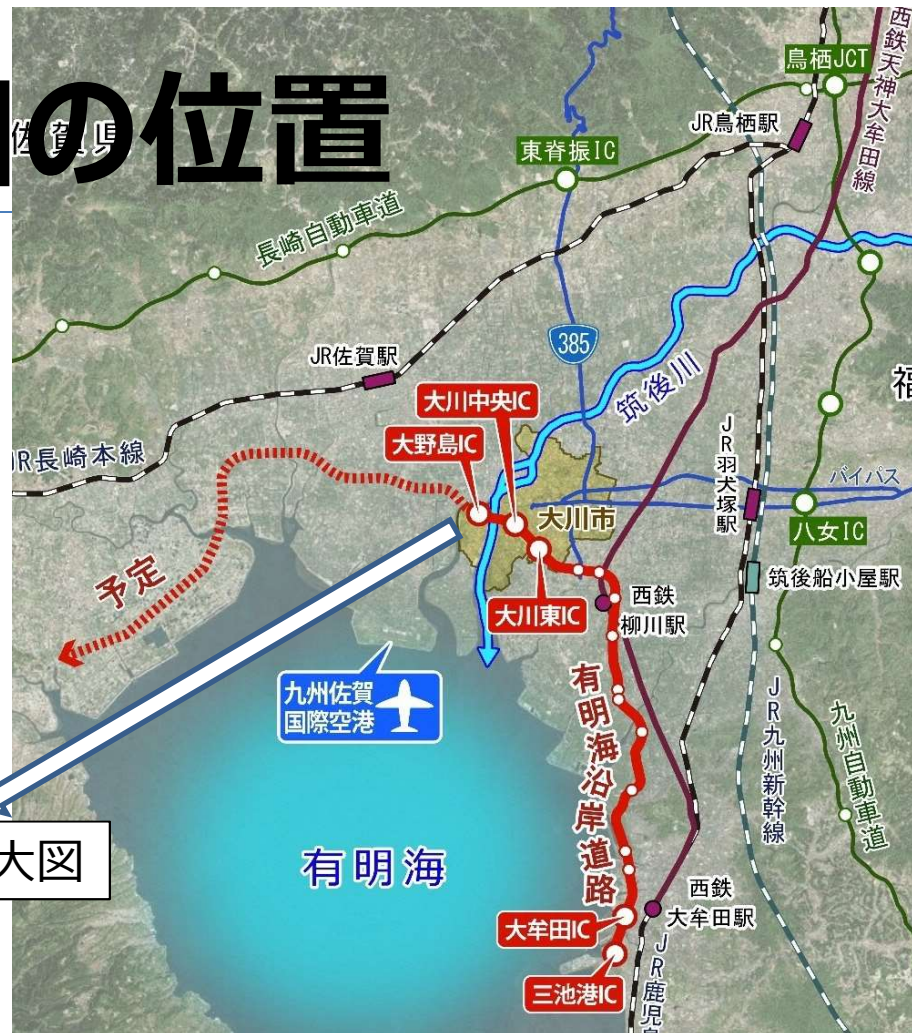 の位置
佐賀県
鳥栖JCT
西鉄天神大牟田線
JR鳥栖駅
東脊振IC
長崎自動車道
385
JR佐賀駅
筑後川
大川中央IC
福
大野島IC
JR長崎本線
JR羽犬塚駅
バイパス
大川市
八女IC
予定
筑後船小屋駅
大川東IC
西鉄
柳川駅
九州佐賀
国際空港
有明海沿岸道路
JR九州新幹線
九州自動車道
大図
有明海
西鉄
大牟田駅
大牟田IC
三池港IC
JR鹿児